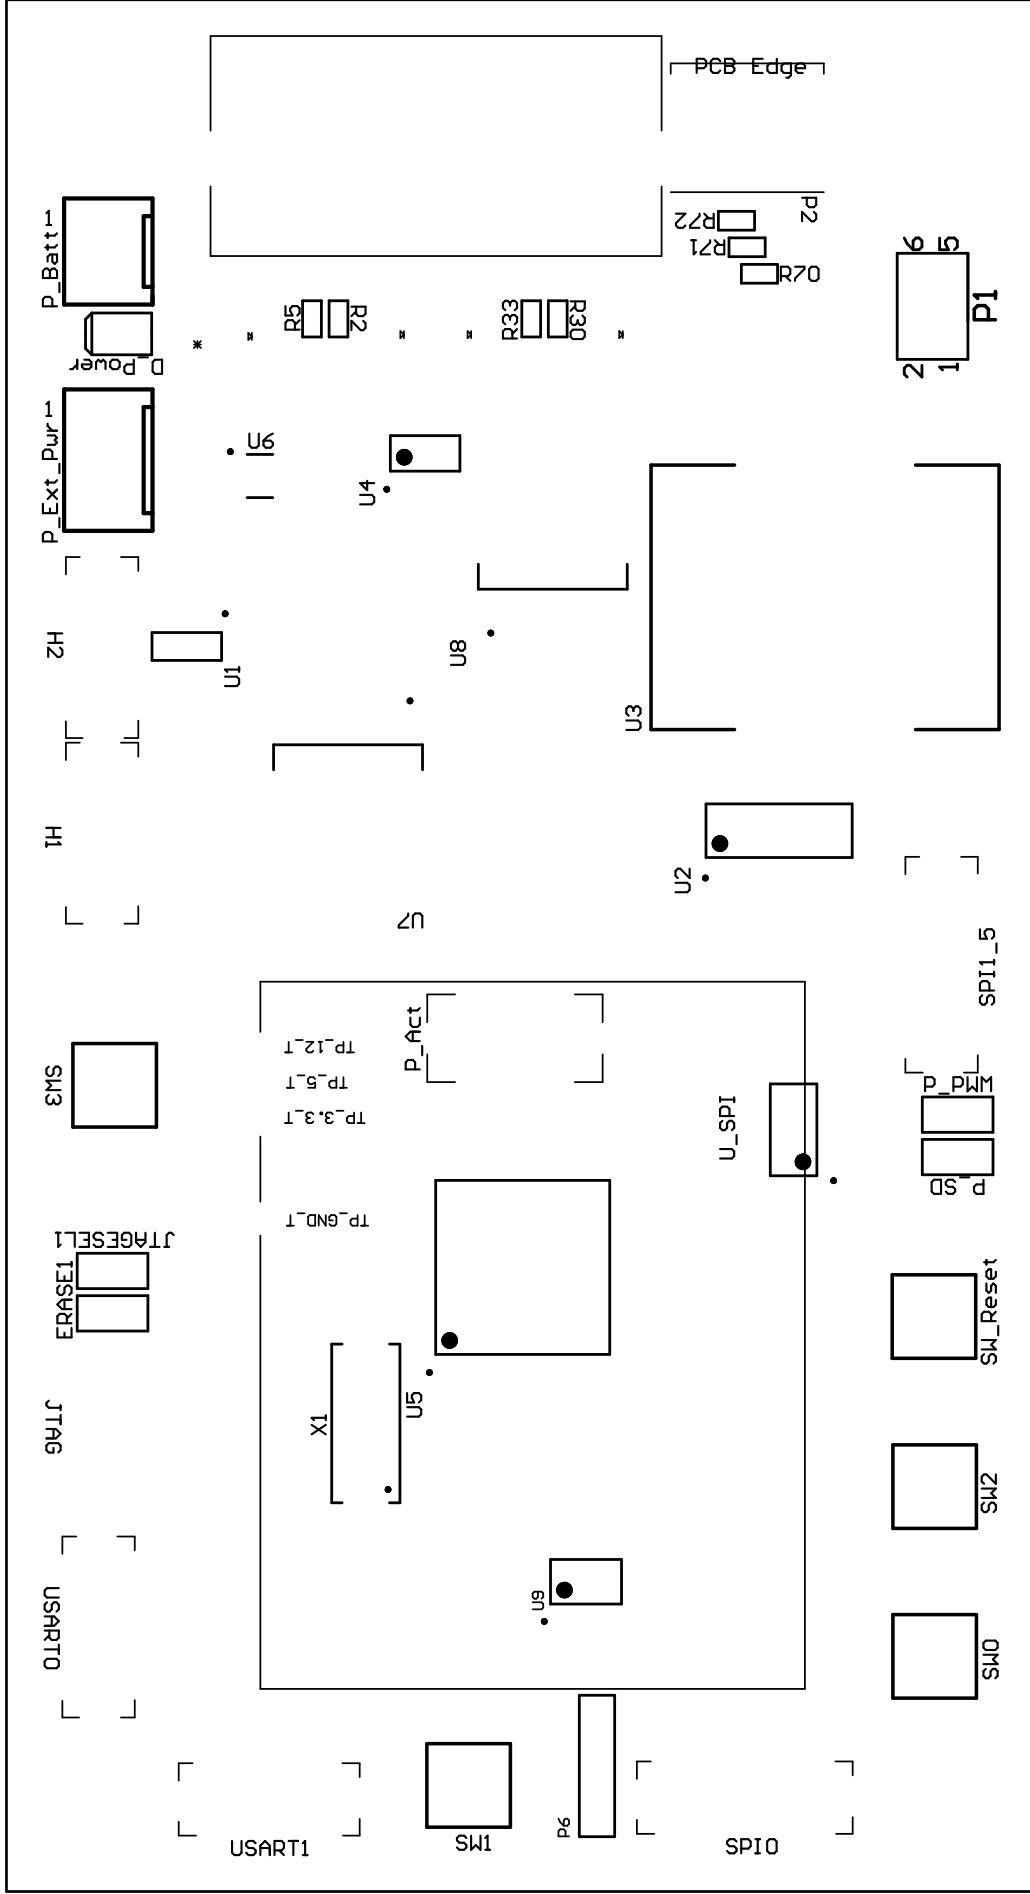 PCB Edge
P2
R72
R71
R70
P_Batt1
6 5
P1
2 1
R5
R2
R33
R30
D_Power
P_Ext_Pwr1
U6
U4
H2
U1
U8
U3
H1
U2
U7
SPI1_5
P_Act
TP_12_T
TP_5_T
TP_3.3_T
SW3
P_PWM
U_SPI
P_SD
TP_GND_T
JTAGSEL1
ERASE1
SW_Reset
X1
U5
JTAG
SW2
U9
USART0
SW0
P6
USART1
SW1
SPI0